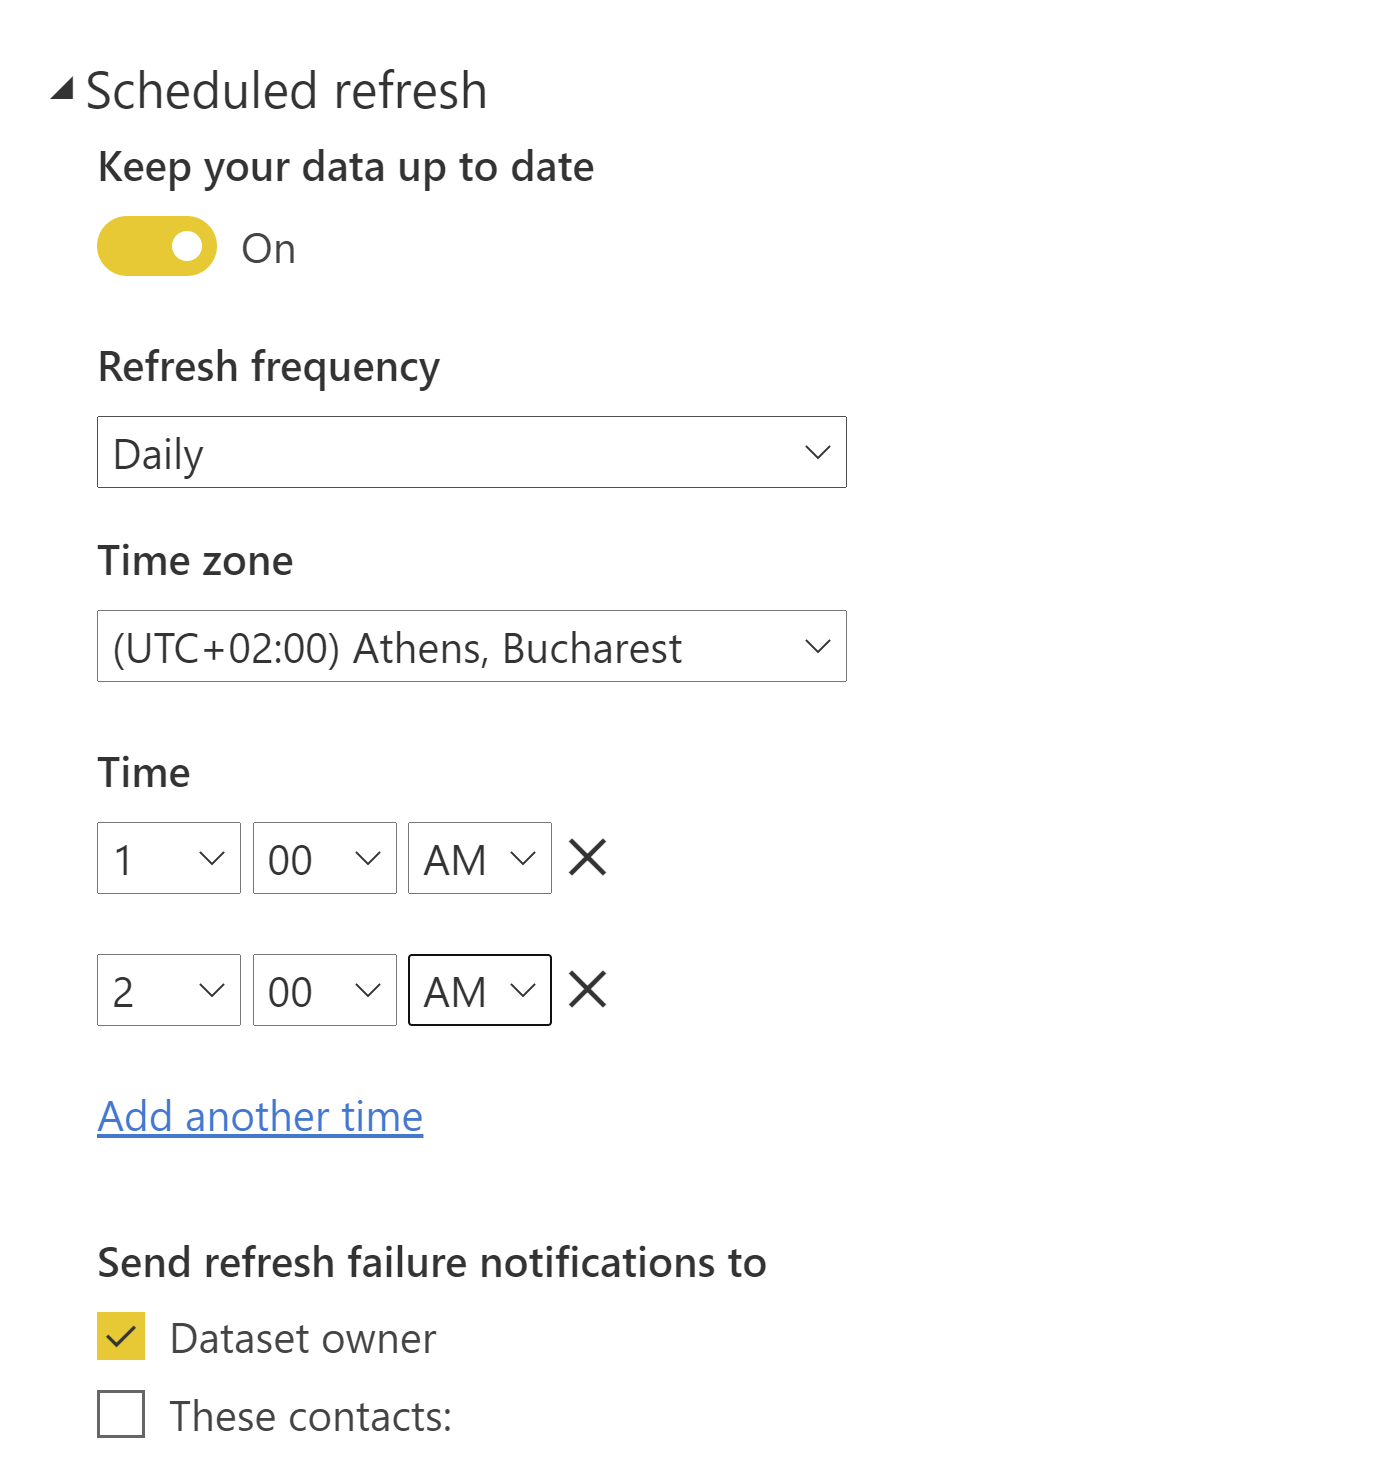 Scheduled refresh
Keep your data up to date
On
Refresh frequency
Daily
Time zone
(UTC+02:00) Athens, Bucharest
Time
1 00 AM
2 00 AM
Add another time
Send refresh failure notifications to
Dataset owner
These contacts: